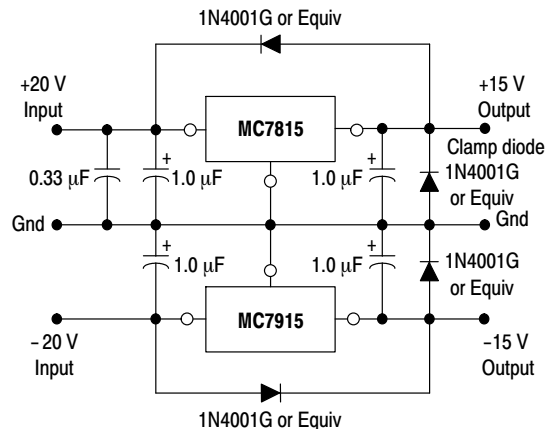 1N4001G or Equiv
+20 V
Input
+15 V
Output
MC7815
Clamp diode
0.33 µF
+
1.0 µF
1.0 µF
+
1N4001G
or Equiv
Gnd
Gnd
+
1.0 µF
1.0 µF
+
1N4001G
or Equiv
MC7915
−20 V
Input
−15 V
Output
1N4001G or Equiv